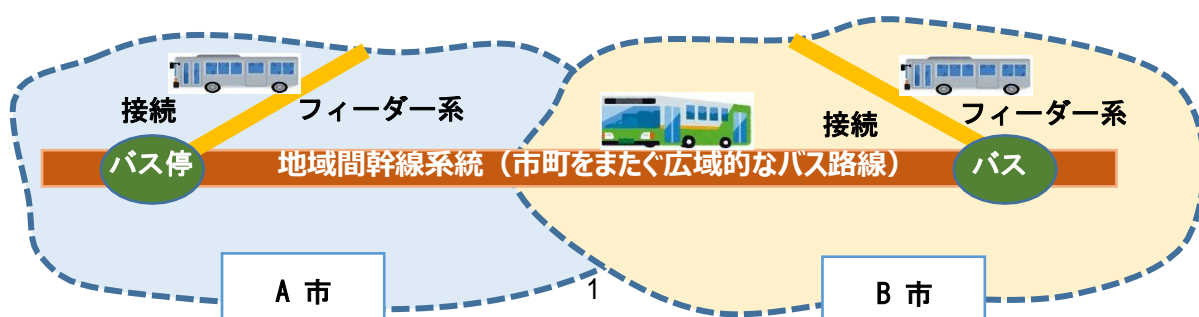 接続
フィーダー系
バス停
地域間幹線系統（市町をまたぐ広域的なバス路線）
接続
フィーダー系
バス
A 市
1
B 市